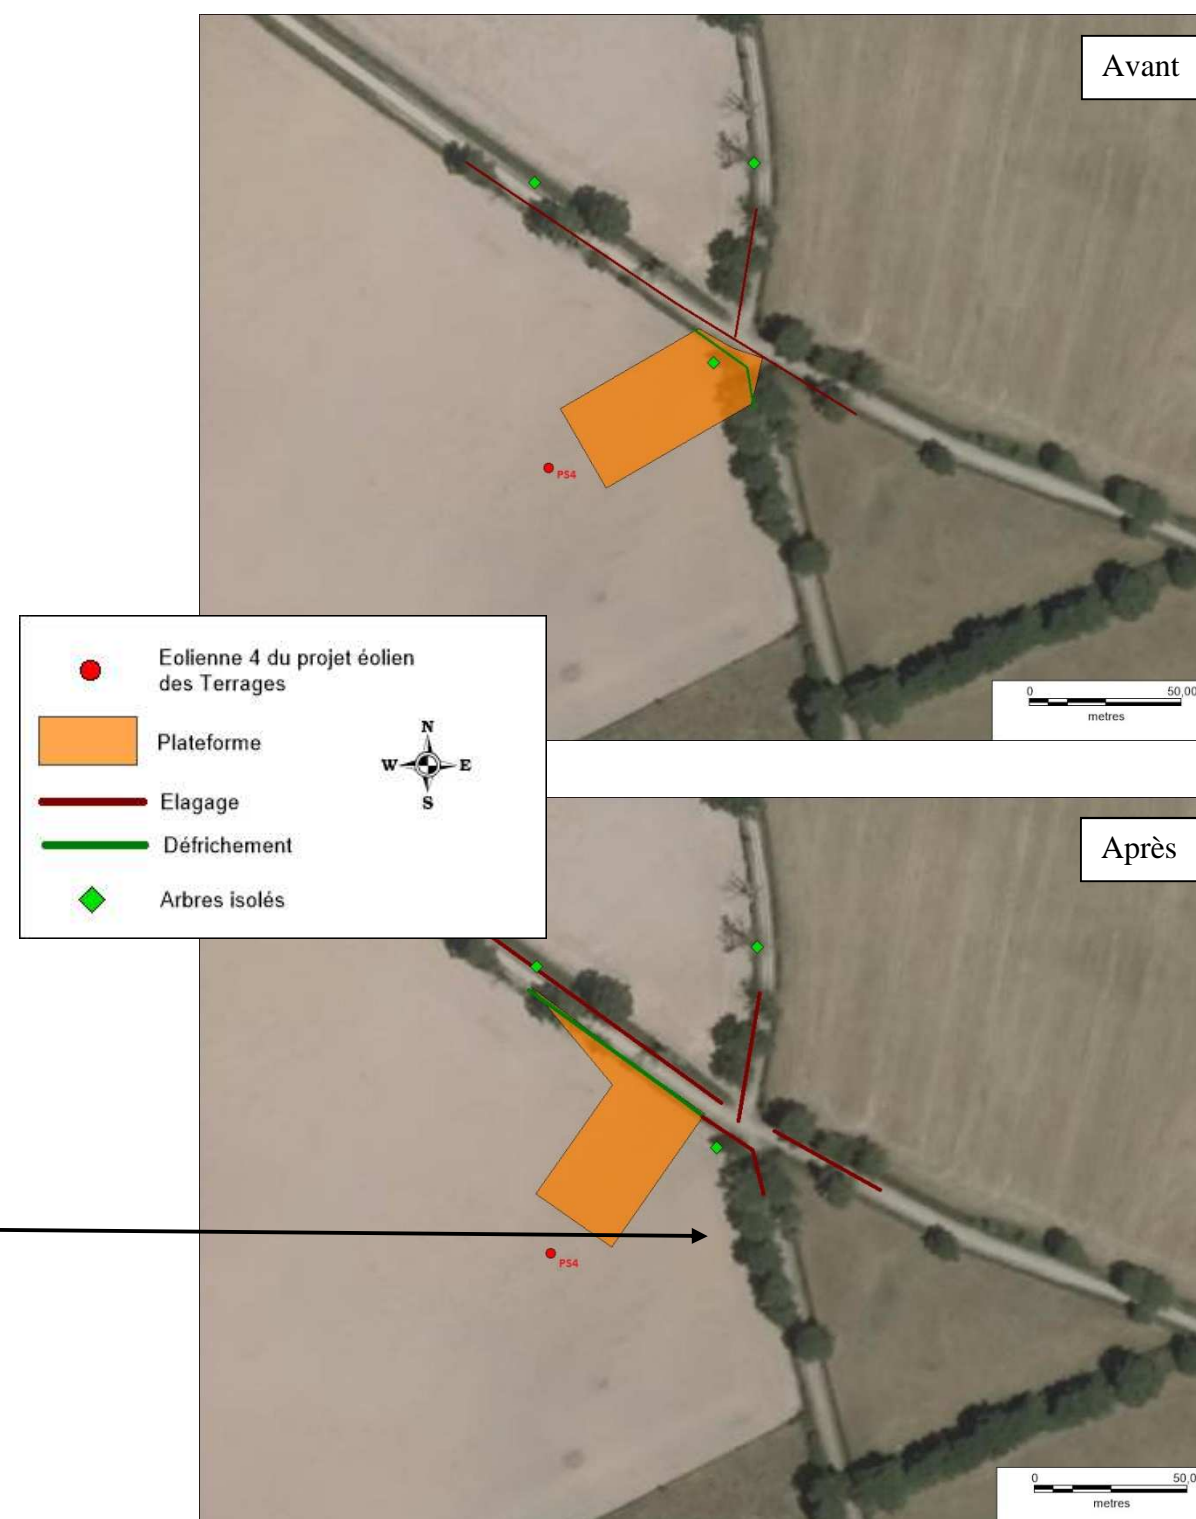 Avant
PS4
0 50,00
metres
Eolienne 4 du projet éolien
des Terrages
Plateforme
N
W E
S
Elagage
Défrichement
Arbres isolés
Après
PS4
0 50,0
metres